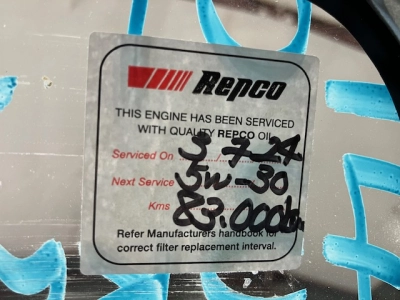 Repco
THIS ENGINE HAS BEEN SERVICED
WITH QUALITY REPCO OIL
Serviced On 3-7-24
Next Service 5W-30
Kms 83.000km
Refer Manufacturers handbook for
correct filter replacement interval.